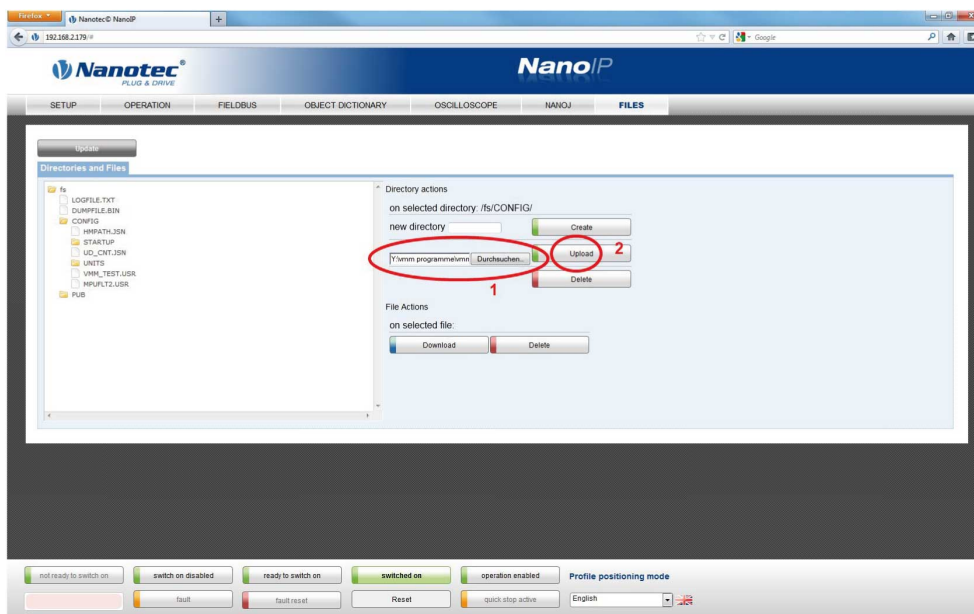 Firefox
Nanotec© NanoIP
192.168.2.179/#
Google
Nanotec®
PLUG & DRIVE
NanoIP
SETUP OPERATION FIELDBUS OBJECT DICTIONARY OSCILLOSCOPE NANOJ FILES
Update
Directories and Files
fs
LOGFILE.TXT
DUMPFILE.BIN
CONFIG
HMPATH.JSN
STARTUP
UD_CNT.JSN
UNITS
VMM_TEST.USR
MPUFLT2.USR
PUB
Directory actions
on selected directory: /fs/CONFIG/
new directory Create
Y:\vmm programme\vmm Durchsuchen.. Upload 2
1
Delete
File Actions
on selected file:
Download Delete
not ready to switch on switch on disabled ready to switch on switched on operation enabled Profile positioning mode
fault fault reset Reset quick stop active English